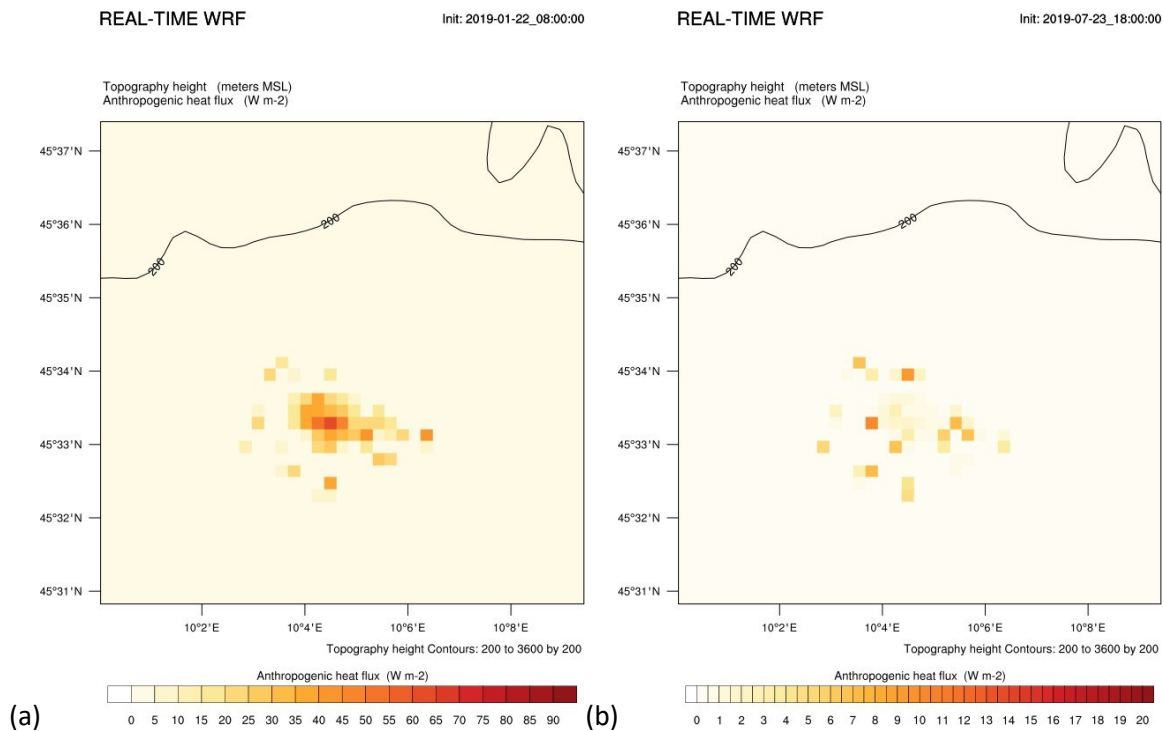 REAL-TIME WRF
Init: 2019-01-22_08:00:00
Topography height (meters MSL)
Anthropogenic heat flux (W m-2)
45°37'N
45°36'N
45°35'N
45°34'N
45°33'N
45°32'N
45°31'N
200
200
10°2'E 10°4'E 10°6'E 10°8'E
Topography height Contours: 200 to 3600 by 200
Anthropogenic heat flux (W m-2)
0 5 10 15 20 25 30 35 40 45 50 55 60 65 70 75 80 85 90
(a)
REAL-TIME WRF
Init: 2019-07-23_18:00:00
Topography height (meters MSL)
Anthropogenic heat flux (W m-2)
45°37'N
45°36'N
45°35'N
45°34'N
45°33'N
45°32'N
45°31'N
200
200
10°2'E 10°4'E 10°6'E 10°8'E
Topography height Contours: 200 to 3600 by 200
Anthropogenic heat flux (W m-2)
0 1 2 3 4 5 6 7 8 9 10 11 12 13 14 15 16 17 18 19 20
(b)